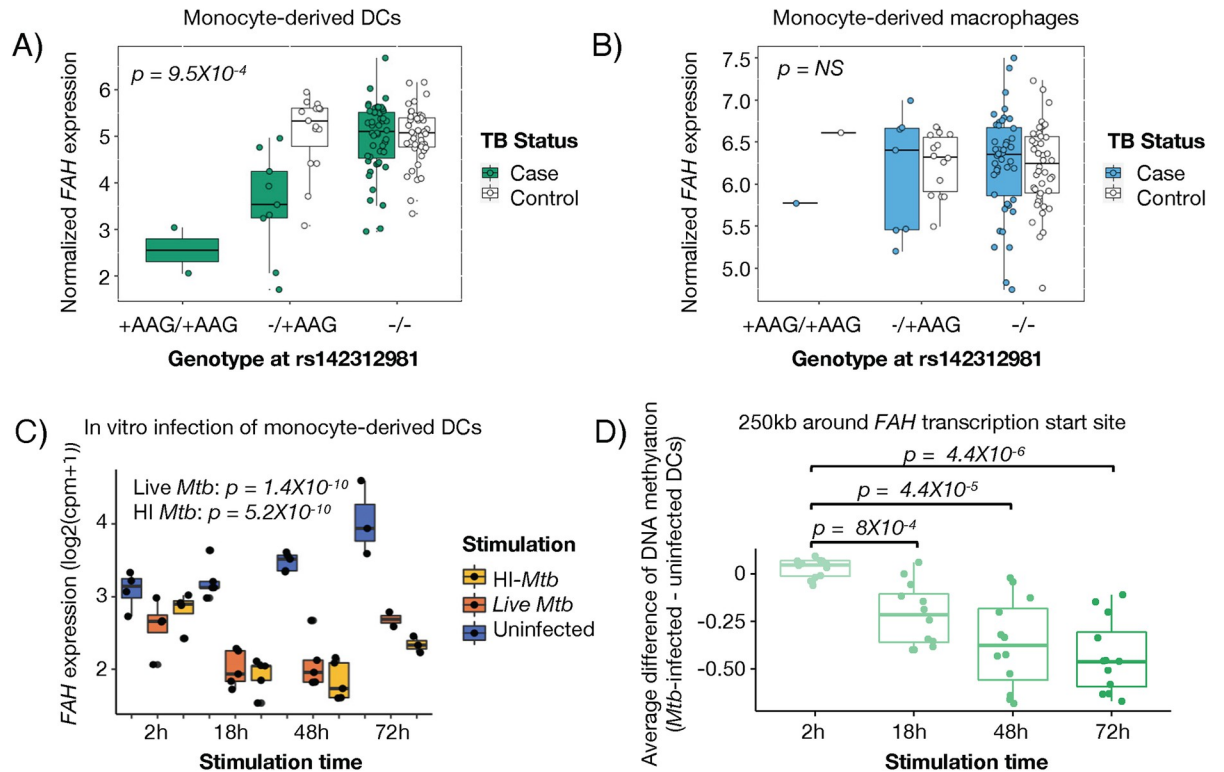 A)
Monocyte-derived DCs
p = 9.5X10-4
Normalized FAH expression
6
5
4
3
2
+AAG/+AAG
-/+AAG
-/-
Genotype at rs142312981
TB Status
Case
Control
B)
Monocyte-derived macrophages
p = NS
Normalized FAH expression
7.5
7.0
6.5
6.0
5.5
5.0
+AAG/+AAG
-/+AAG
-/-
Genotype at rs142312981
TB Status
Case
Control
C)
In vitro infection of monocyte-derived DCs
Live Mtb: p = 1.4X10-10
HI Mtb: p = 5.2X10-10
FAH expression (log2(cpm+1))
4
3
2
2h
18h
48h
72h
Stimulation time
Stimulation
HI-Mtb
Live Mtb
Uninfected
D)
250kb around FAH transcription start site
p = 4.4X10-6
p = 4.4X10-5
p = 8X10-4
Average difference of DNA methylation
(Mtb-infected - uninfected DCs)
0
-0.25
-0.50
2h
18h
48h
72h
Stimulation time